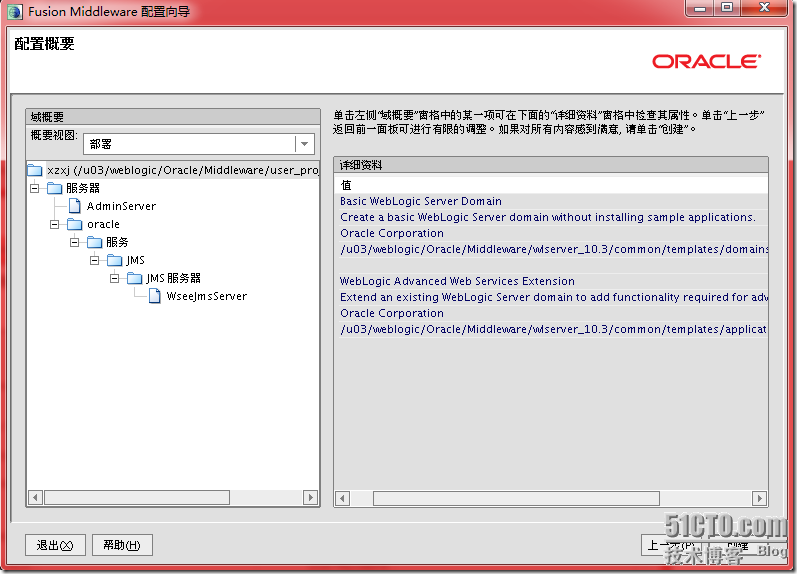 Fusion Middleware 配置向导
配置概要
ORACLE
域概要
概要视图: 部署
xzxj (/u03/weblogic/Oracle/Middleware/user_pro
服务器
AdminServer
oracle
服务
JMS
JMS 服务器
WseeJmsServer
单击左侧“域概要”窗格中的某一项可在下面的“详细资料”窗格中检查其属性。单击“上一步”
返回前一面板可进行有限的调整。如果对所有内容感到满意, 请单击“创建”。
详细资料
值
Basic WebLogic Server Domain
Create a basic WebLogic Server domain without installing sample applications.
Oracle Corporation
/u03/weblogic/Oracle/Middleware/wlserver_10.3/common/templates/domains
WebLogic Advanced Web Services Extension
Extend an existing WebLogic Server domain to add functionality required for adv
Oracle Corporation
/u03/weblogic/Oracle/Middleware/wlserver_10.3/common/templates/applicat
退出(X) 帮助(H) 上一步(P) 创建
51CTO.com
技术博客 Blog